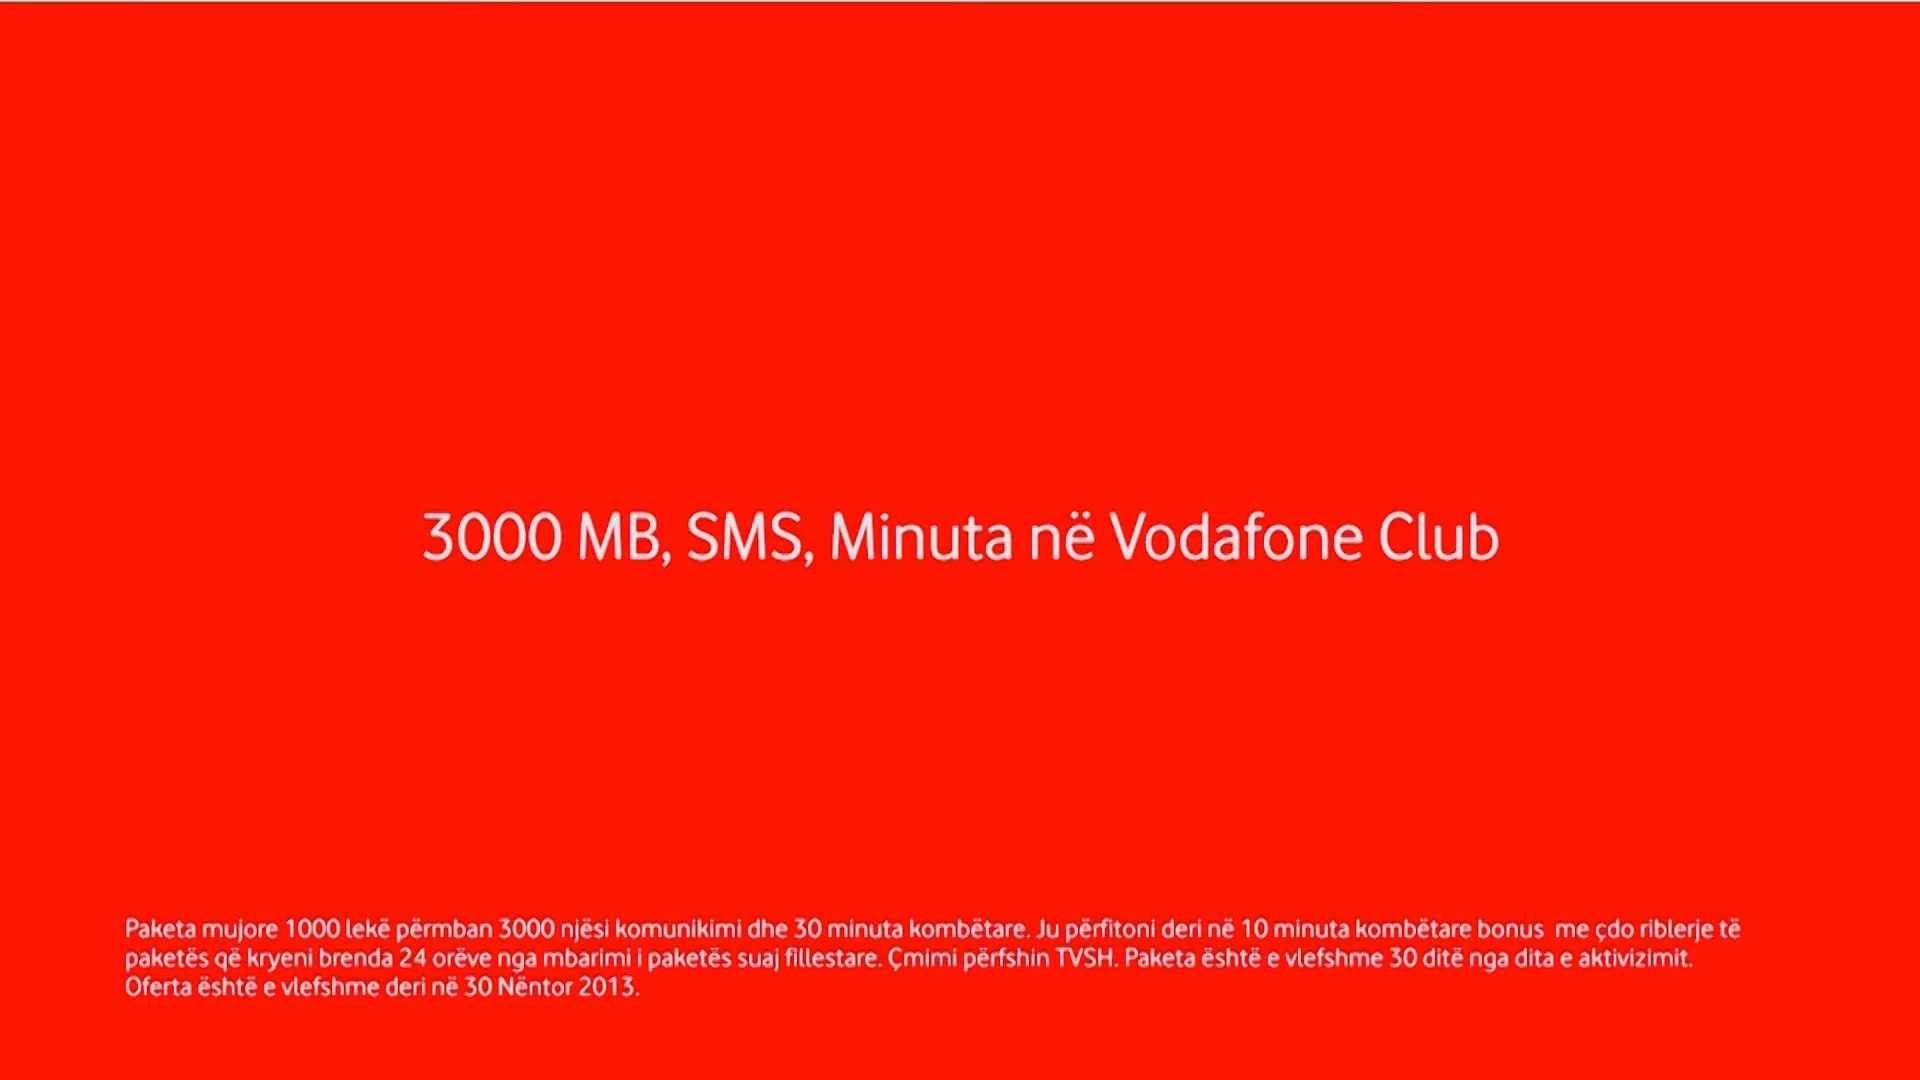 3000 MB, SMS, Minuta në Vodafone Club
Paketa mujore 1000 lekë përmban 3000 njësi komunikimi dhe 30 minuta kombëtare. Ju përfitoni deri në 10 minuta kombëtare bonus  me çdo riblerje të
paketës që kryeni brenda 24 orëve nga mbarimi i paketës suaj fillestare. Çmimi përfshin TVSH. Paketa është e vlefshme 30 ditë nga dita e aktivizimit.
Oferta është e vlefshme deri në 30 Nëntor 2013.